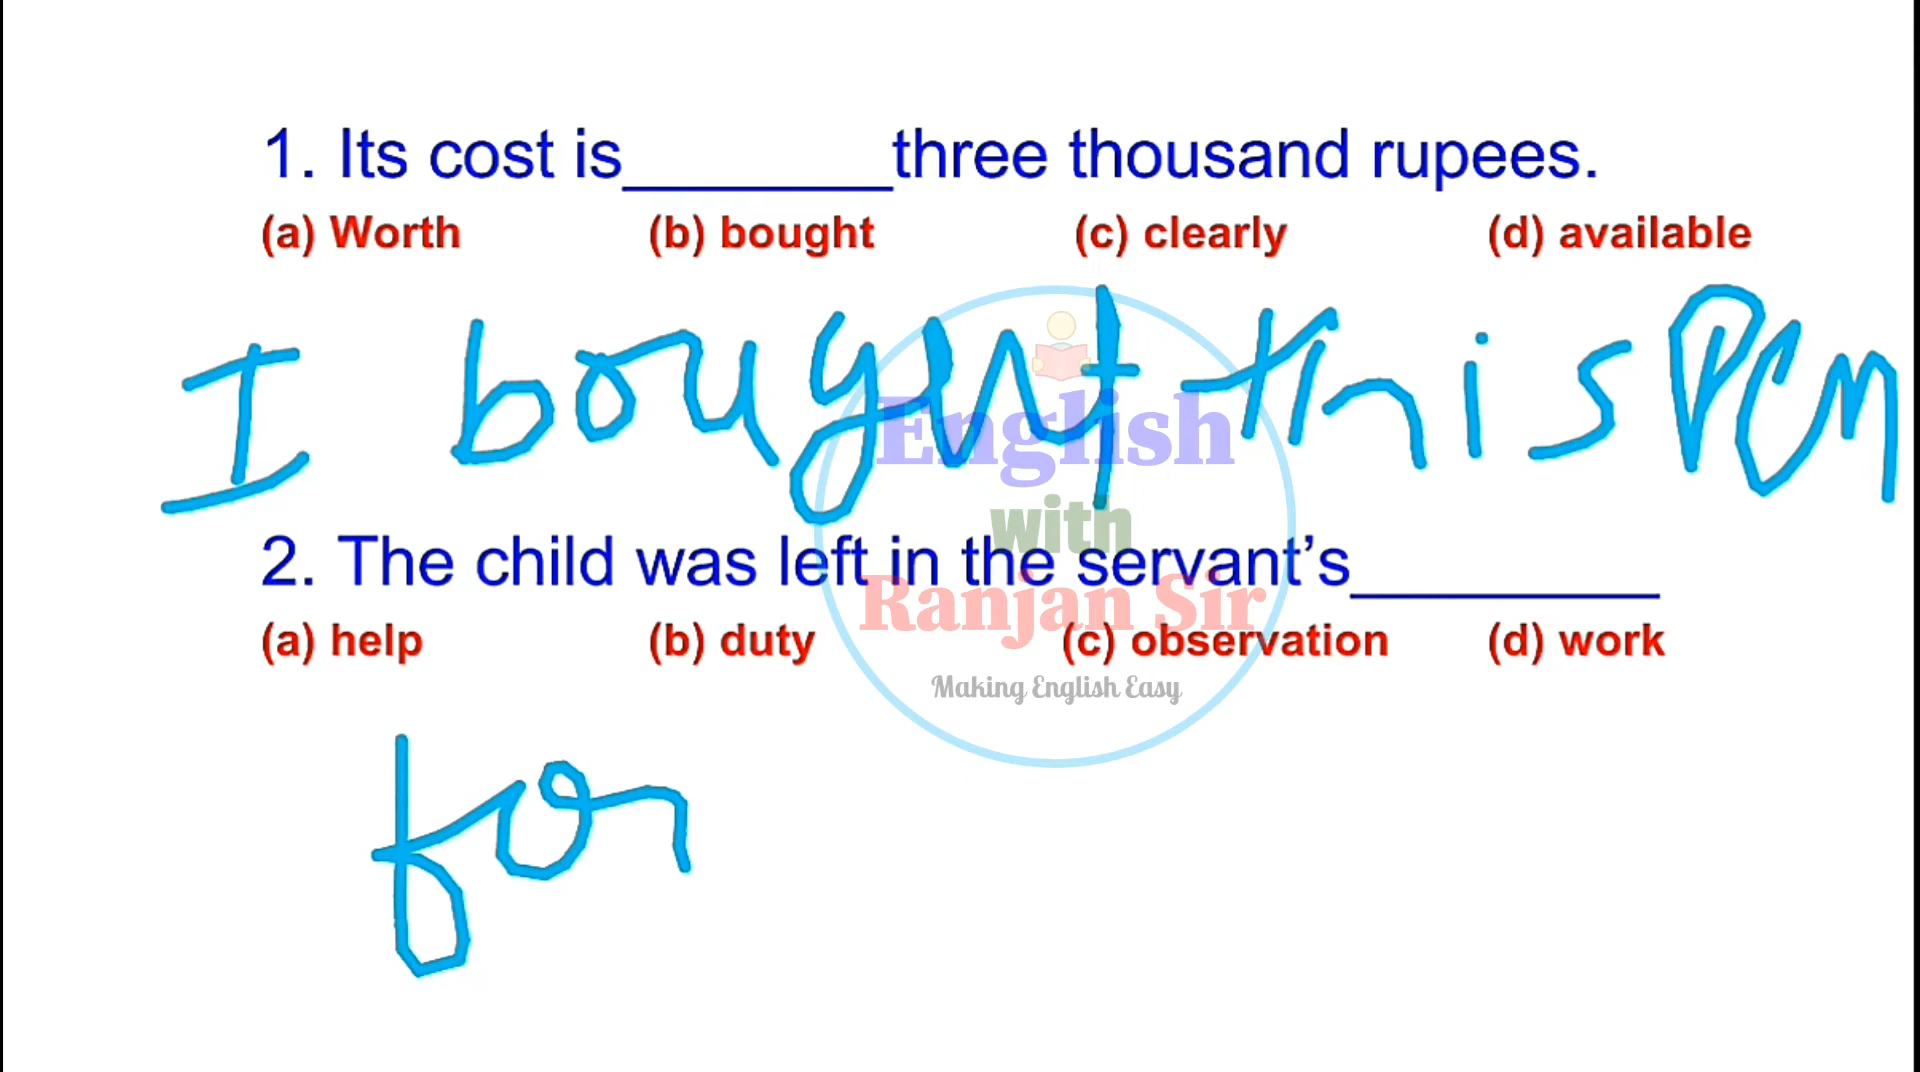 1. Its cost is_______three thousand rupees.
(a) Worth (b) bought (c) clearly (d) available
I bought this Pen
English
with
2. The child was left in the servant’s________
Ranjan Sir
(a) help (b) duty (c) observation (d) work
Making English Easy
for